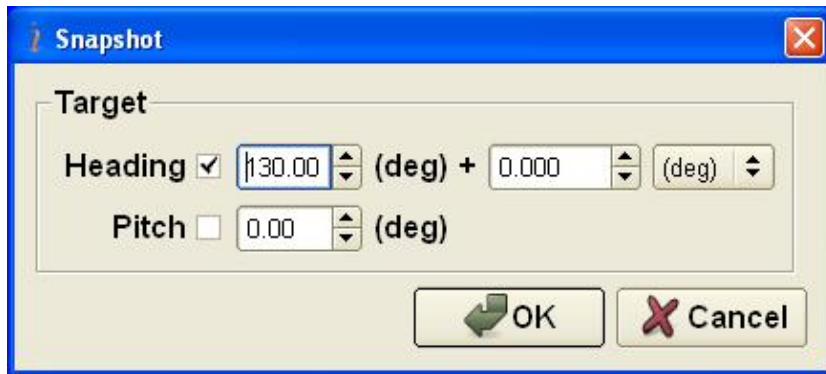 Snapshot
Target
Heading 130.00 (deg) + 0.000 (deg)
Pitch 0.00 (deg)
OK Cancel